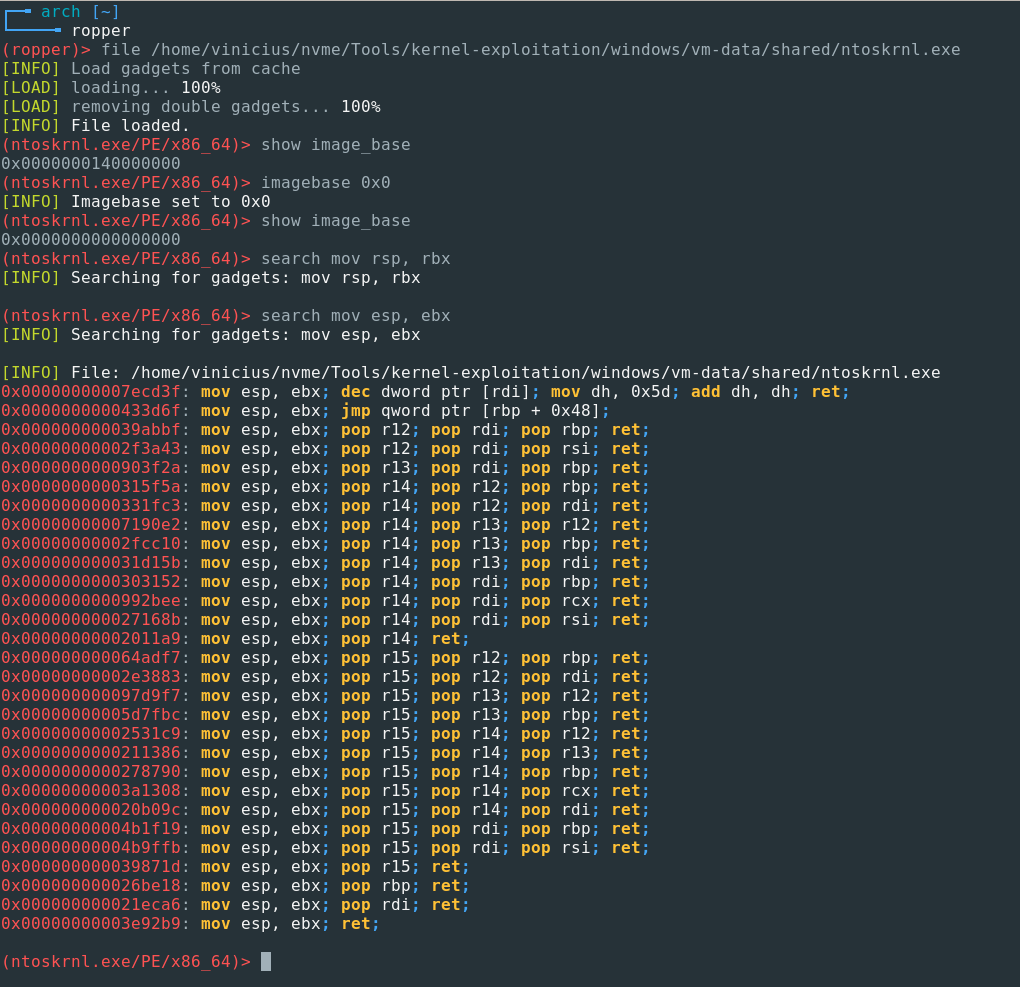 arch [~]
ropper
(ropper)> file /home/vinicius/nvme/Tools/kernel-exploitation/windows/vm-data/shared/ntoskrnl.exe
[INFO] Load gadgets from cache
[LOAD] loading... 100%
[LOAD] removing double gadgets... 100%
[INFO] File loaded.
(ntoskrnl.exe/PE/x86_64)> show image_base
0x0000000140000000
(ntoskrnl.exe/PE/x86_64)> imagebase 0x0
[INFO] Imagebase set to 0x0
(ntoskrnl.exe/PE/x86_64)> show image_base
0x0000000000000000
(ntoskrnl.exe/PE/x86_64)> search mov rsp, rbx
[INFO] Searching for gadgets: mov rsp, rbx
(ntoskrnl.exe/PE/x86_64)> search mov esp, ebx
[INFO] Searching for gadgets: mov esp, ebx
[INFO] File: /home/vinicius/nvme/Tools/kernel-exploitation/windows/vm-data/shared/ntoskrnl.exe
0x00000000007ecd3f: mov esp, ebx; dec dword ptr [rdi]; mov dh, 0x5d; add dh, dh; ret;
0x0000000000433d6f: mov esp, ebx; jmp qword ptr [rbp + 0x48];
0x000000000039abbf: mov esp, ebx; pop r12; pop rdi; pop rbp; ret;
0x00000000002f3a43: mov esp, ebx; pop r12; pop rdi; pop rsi; ret;
0x0000000000903f2a: mov esp, ebx; pop r13; pop rdi; pop rbp; ret;
0x0000000000315f5a: mov esp, ebx; pop r14; pop r12; pop rbp; ret;
0x0000000000331fc3: mov esp, ebx; pop r14; pop r12; pop rdi; ret;
0x00000000007190e2: mov esp, ebx; pop r14; pop r13; pop r12; ret;
0x00000000002fcc10: mov esp, ebx; pop r14; pop r13; pop rbp; ret;
0x000000000031d15b: mov esp, ebx; pop r14; pop r13; pop rdi; ret;
0x0000000000303152: mov esp, ebx; pop r14; pop rdi; pop rbp; ret;
0x0000000000992bee: mov esp, ebx; pop r14; pop rdi; pop rcx; ret;
0x000000000027168b: mov esp, ebx; pop r14; pop rdi; pop rsi; ret;
0x00000000002011a9: mov esp, ebx; pop r14; ret;
0x000000000064adf7: mov esp, ebx; pop r15; pop r12; pop rbp; ret;
0x00000000002e3883: mov esp, ebx; pop r15; pop r12; pop rdi; ret;
0x000000000097d9f7: mov esp, ebx; pop r15; pop r13; pop r12; ret;
0x00000000005d7fbc: mov esp, ebx; pop r15; pop r13; pop rbp; ret;
0x00000000002531c9: mov esp, ebx; pop r15; pop r14; pop r12; ret;
0x0000000000211386: mov esp, ebx; pop r15; pop r14; pop r13; ret;
0x0000000000278790: mov esp, ebx; pop r15; pop r14; pop rbp; ret;
0x00000000003a1308: mov esp, ebx; pop r15; pop r14; pop rcx; ret;
0x000000000020b09c: mov esp, ebx; pop r15; pop r14; pop rdi; ret;
0x00000000004b1f19: mov esp, ebx; pop r15; pop rdi; pop rbp; ret;
0x00000000004b9ffb: mov esp, ebx; pop r15; pop rdi; pop rsi; ret;
0x000000000039871d: mov esp, ebx; pop r15; ret;
0x000000000026be18: mov esp, ebx; pop rbp; ret;
0x000000000021eca6: mov esp, ebx; pop rdi; ret;
0x00000000003e92b9: mov esp, ebx; ret;
(ntoskrnl.exe/PE/x86_64)>